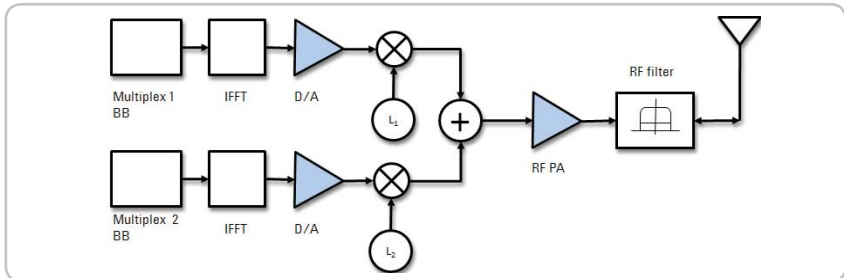 RF filter
Multiplex 1
BB
IFFT
D/A
L1
RF PA
Multiplex 2
BB
IFFT
D/A
L2